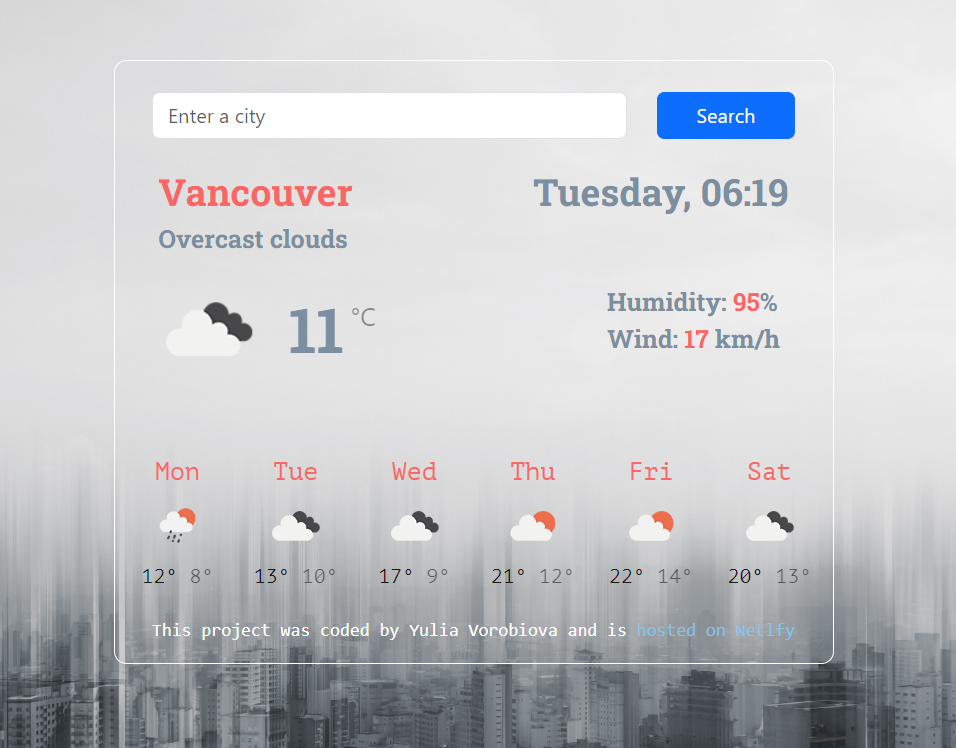 Enter a city
Search
Vancouver
Tuesday, 06:19
Overcast clouds
11 °C
Humidity: 95%
Wind: 17 km/h
Mon Tue Wed Thu Fri Sat
12° 8° 13° 10° 17° 9° 21° 12° 22° 14° 20° 13°
This project was coded by Yulia Vorobiova and is hosted on Netlfy